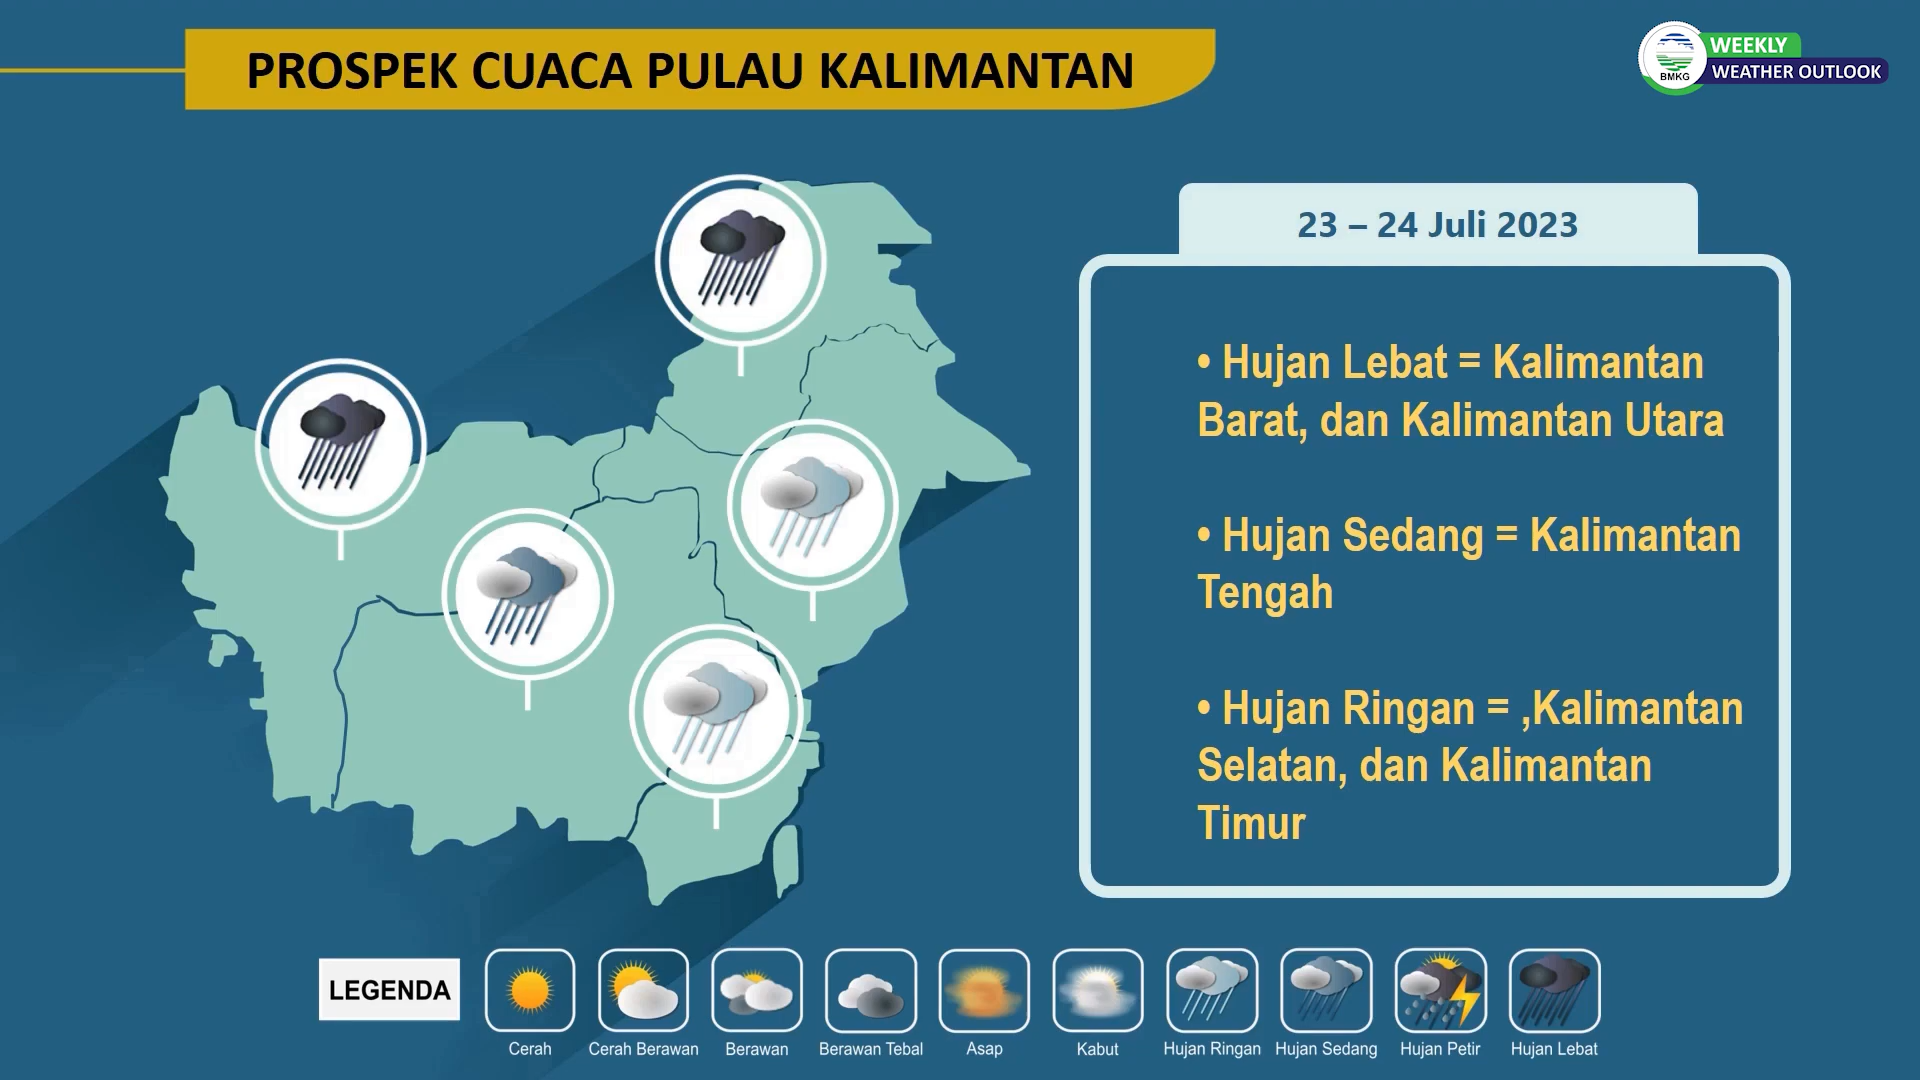 PROSPEK CUACA PULAU KALIMANTAN
BMKG
WEEKLY
WEATHER OUTLOOK
23 – 24 Juli 2023
• Hujan Lebat = Kalimantan
Barat, dan Kalimantan Utara
• Hujan Sedang = Kalimantan
Tengah
• Hujan Ringan = ,Kalimantan
Selatan, dan Kalimantan
Timur
LEGENDA
Cerah
Cerah Berawan
Berawan
Berawan Tebal
Asap
Kabut
Hujan Ringan
Hujan Sedang
Hujan Petir
Hujan Lebat